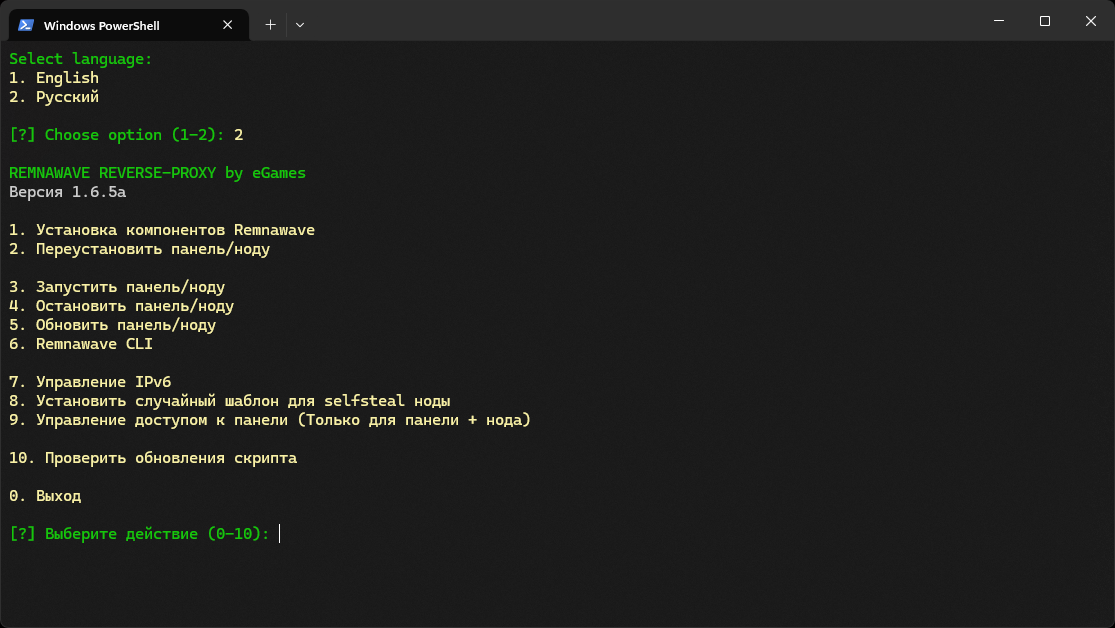 Windows PowerShell
Select language:
1. English
2. Русский
[?] Choose option (1-2): 2
REMNAWAVE REVERSE-PROXY by eGames
Версия 1.6.5a
1. Установка компонентов Remnawave
2. Переустановить панель/ноду
3. Запустить панель/ноду
4. Остановить панель/ноду
5. Обновить панель/ноду
6. Remnawave CLI
7. Управление IPv6
8. Установить случайный шаблон для selfsteal ноды
9. Управление доступом к панели (Только для панели + нода)
10. Проверить обновления скрипта
0. Выход
[?] Выберите действие (0-10):